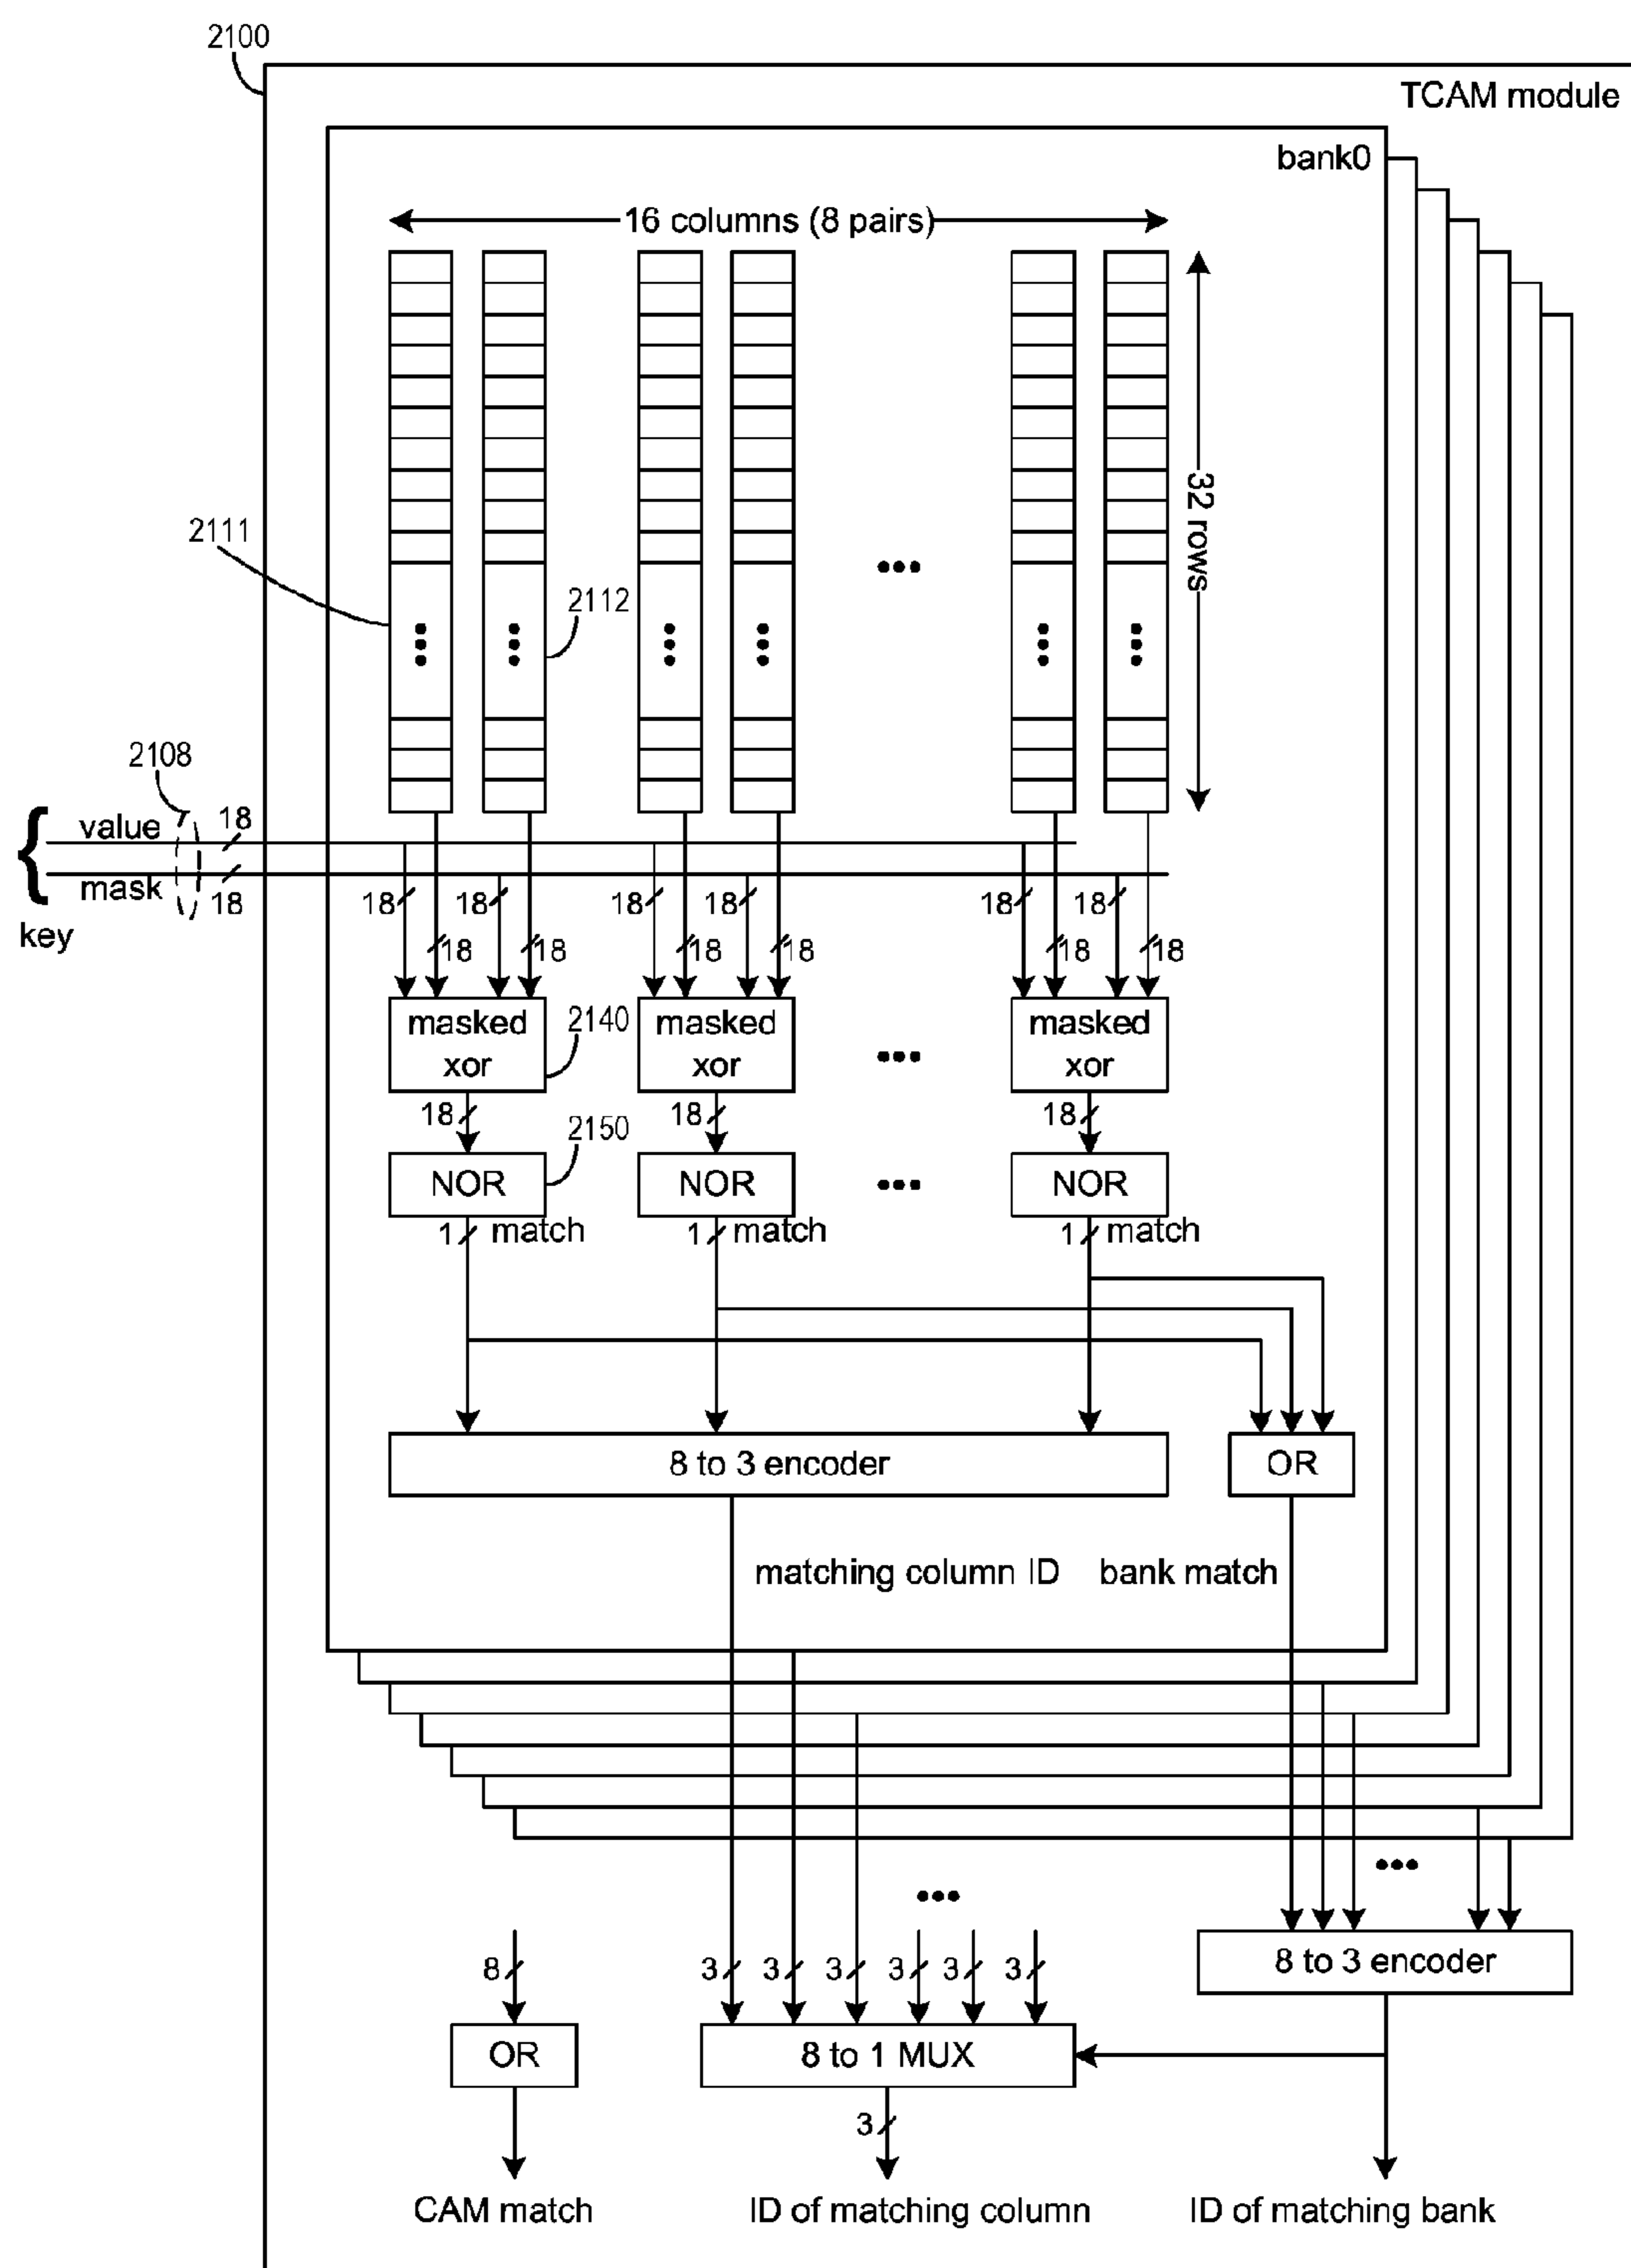 2100
TCAM module
bank0
16 columns (8 pairs)
32 rows
2111
2112
2108
value 18
mask 18
key
18 18 18 18 18 18
18 18 18 18 18 18
masked xor 2140 masked xor masked xor
18 18 18
2150
NOR NOR NOR
1 match 1 match 1 match
8 to 3 encoder OR
matching column ID bank match
8 to 3 encoder
8 3 3 3 3 3 3
OR 8 to 1 MUX
3
CAM match ID of matching column ID of matching bank